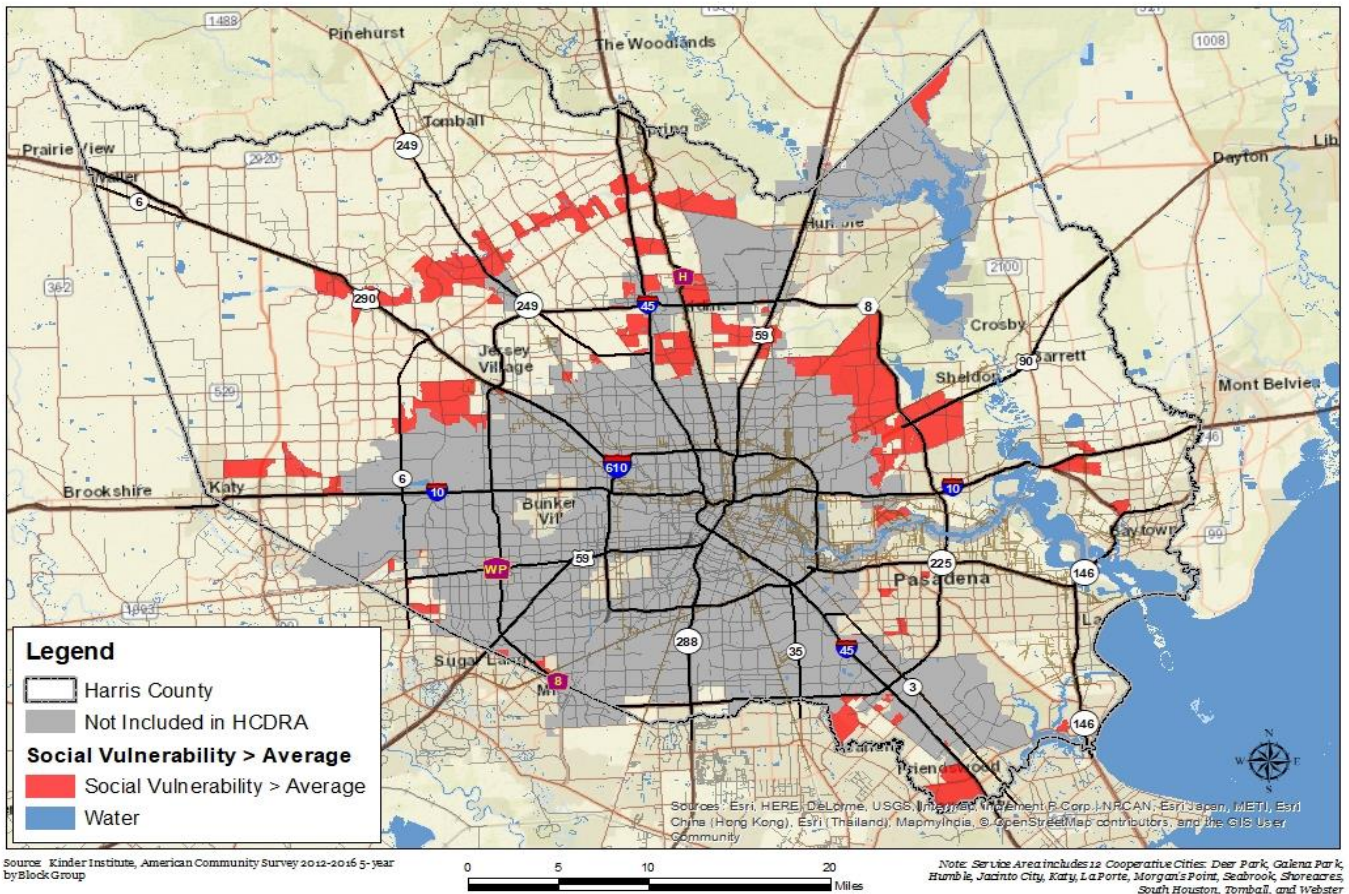 1488
Pinehurst
The Woodlands
1008
249
Tomball
Spring
Prairie View
2920
Waller
6
Dayton
Humble
362
290
H
2100
249
45
8
59
Crosby
Jersey
Village
90
Barrett
Sheldon
529
Mont Belvie
610
6
Brookshire
Katy
10
10
Bunker
Vill
Baytown
99
WP
59
225
Pasadena
146
1093
La
288
35
45
Sugar Land
8
3
146
Friendswood
N
W
E
S
Legend
Harris County
Not Included in HCDRA
Social Vulnerability > Average
Social Vulnerability > Average
Water
Sources: Esri, HERE, DeLorme, USGS, Intermap, increment P Corp., NRCAN, Esri Japan, METI, Esri
China (Hong Kong), Esri (Thailand), MapmyIndia, © OpenStreetMap contributors, and the GIS User
Community
Source: Kinder Institute, American Community Survey 2012-2016 5-year
by Block Group
0 5 10 20
Miles
Note: Service Area includes 12 Cooperative Cities: Deer Park, Galena Park,
Humble, Jacinto City, Katy, La Porte, Morgan's Point, Seabrook, Shoreacres,
South Houston, Tomball, and Webster